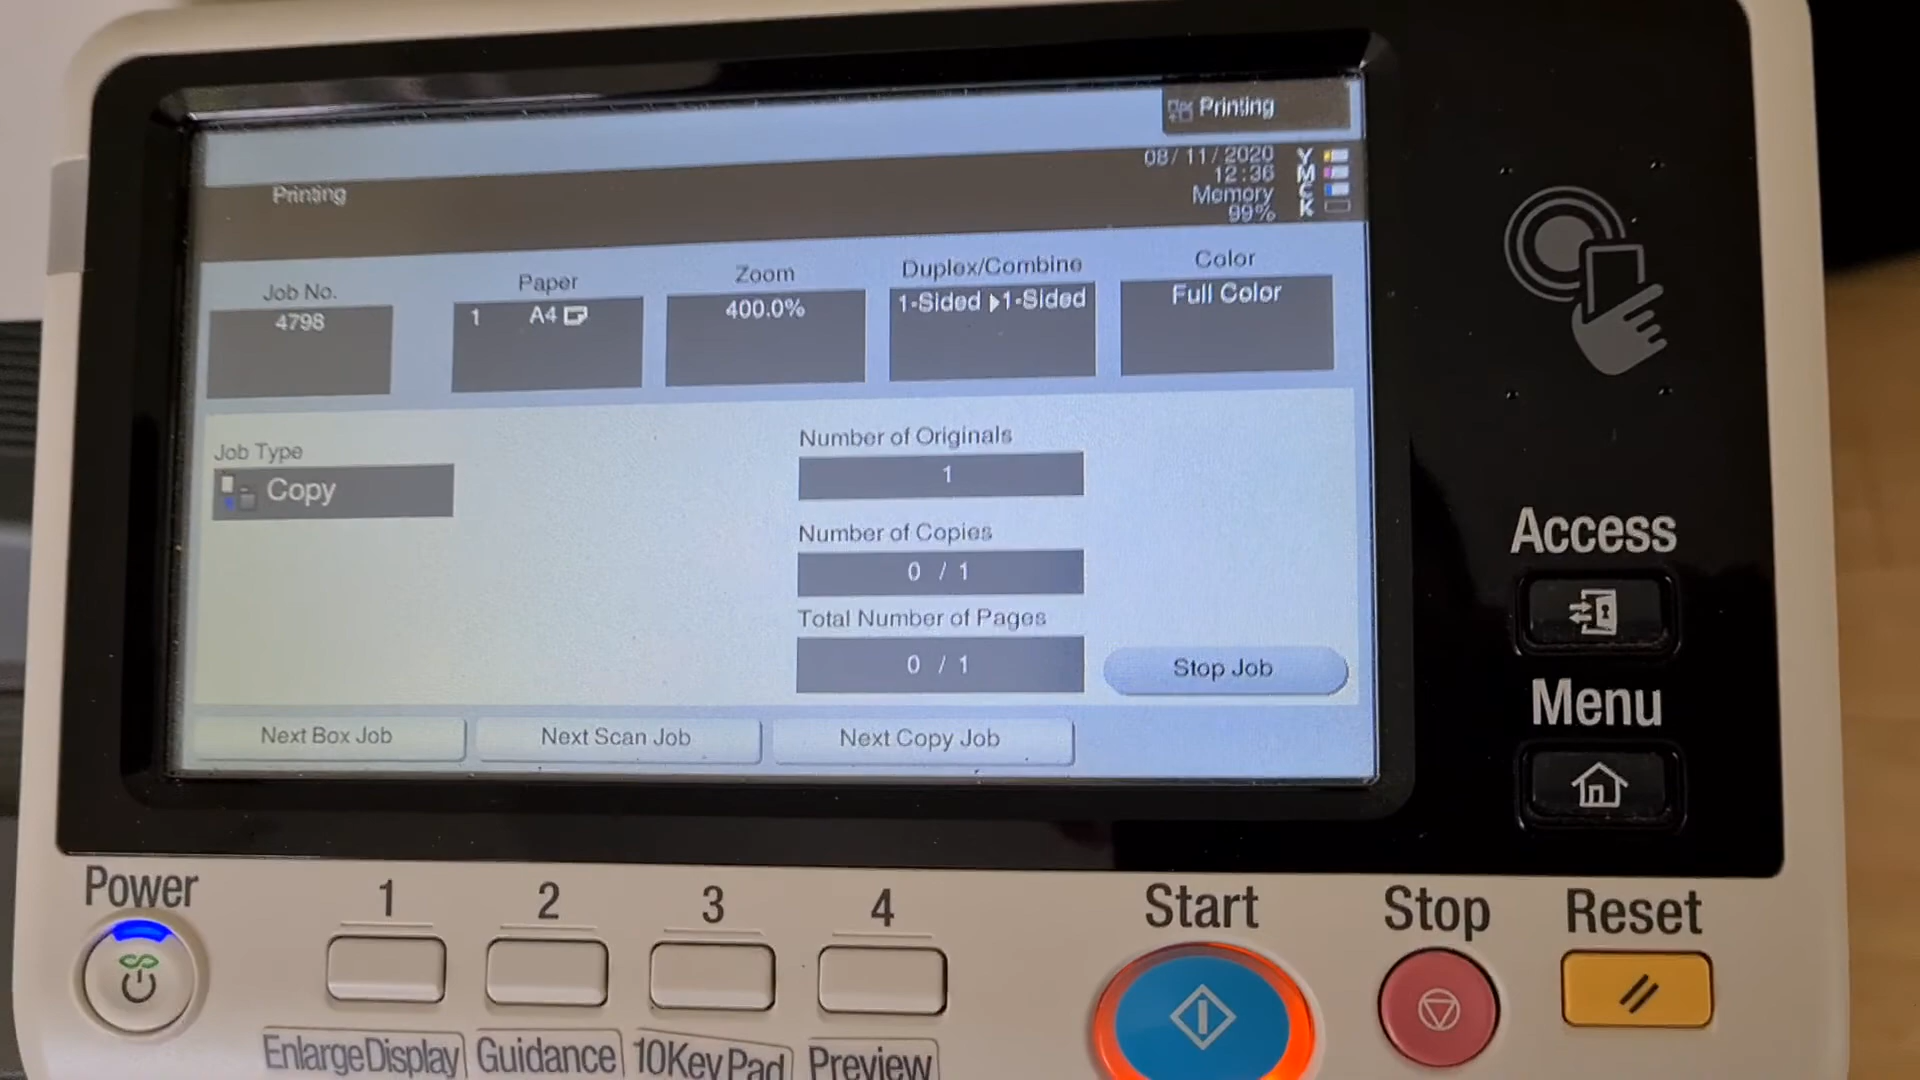 Printing
Printing
08/11/2020
12:36
Memory
99%
Y
M
C
K
Job No.
4798
Paper
1 A4
Zoom
400.0%
Duplex/Combine
1-Sided ▶1-Sided
Color
Full Color
Job Type
Copy
Number of Originals
1
Number of Copies
0 / 1
Total Number of Pages
0 / 1
Stop Job
Next Box Job
Next Scan Job
Next Copy Job
Access
Menu
Power
1
2
3
4
Start
Stop
Reset
EnlargeDisplay
Guidance
10KeyPad
Preview